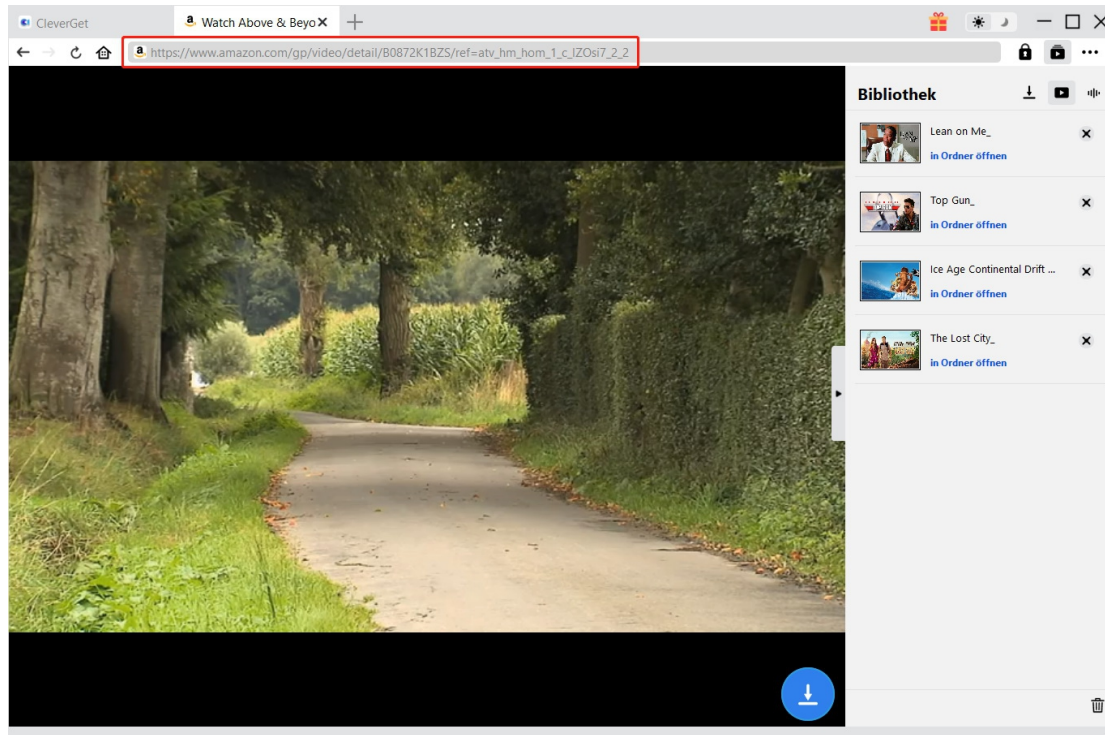 CleverGet
Watch Above & Beyo
https://www.amazon.com/gp/video/detail/B0872K1BZS/ref=atv_hm_hom_1_c_IZOsi7_2_2
Bibliothek
Lean on Me_
in Ordner öffnen
Top Gun_
in Ordner öffnen
Ice Age Continental Drift ...
in Ordner öffnen
The Lost City_
in Ordner öffnen